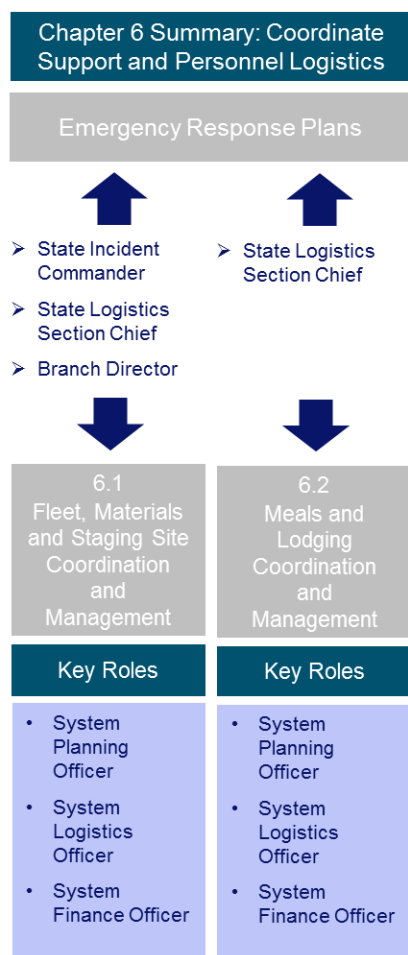 Chapter 6 Summary: Coordinate
Support and Personnel Logistics
Emergency Response Plans
➢ State Incident
Commander
➢ State Logistics
Section Chief
➢ Branch Director
➢ State Logistics
Section Chief
6.1
Fleet, Materials
and Staging Site
Coordination
and
Management
6.2
Meals and
Lodging
Coordination
and
Management
Key Roles
• System
Planning
Officer
• System
Logistics
Officer
• System
Finance Officer
Key Roles
• System
Planning
Officer
• System
Logistics
Officer
• System
Finance Officer